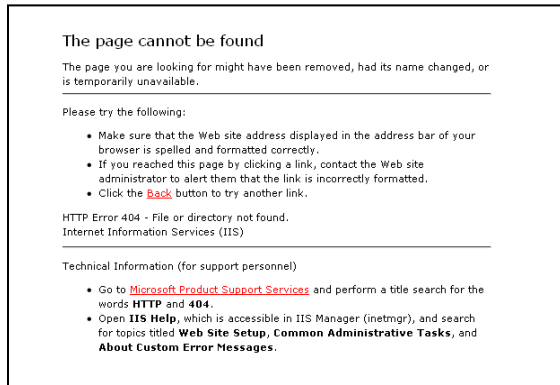 The page cannot be found
The page you are looking for might have been removed, had its name changed, or
is temporarily unavailable.
Please try the following:
• Make sure that the Web site address displayed in the address bar of your
browser is spelled and formatted correctly.
• If you reached this page by clicking a link, contact the Web site
administrator to alert them that the link is incorrectly formatted.
• Click the Back button to try another link.
HTTP Error 404 - File or directory not found.
Internet Information Services (IIS)
Technical Information (for support personnel)
• Go to Microsoft Product Support Services and perform a title search for the
words HTTP and 404.
• Open IIS Help, which is accessible in IIS Manager (inetmgr), and search
for topics titled Web Site Setup, Common Administrative Tasks, and
About Custom Error Messages.